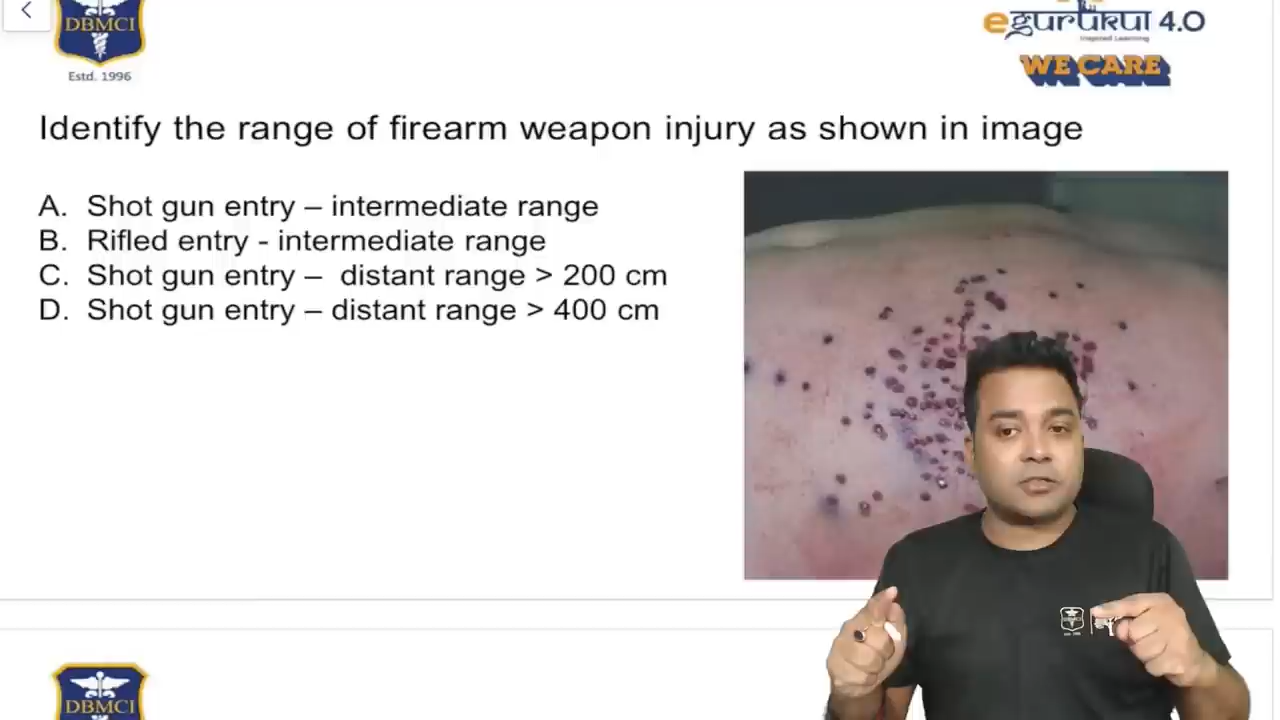 DBMCI
Estd. 1996
egurukul 4.0
Inspired Learning
WE CARE
Identify the range of firearm weapon injury as shown in image
A. Shot gun entry – intermediate range
B. Rifled entry - intermediate range
C. Shot gun entry – distant range > 200 cm
D. Shot gun entry – distant range > 400 cm
DBMCI